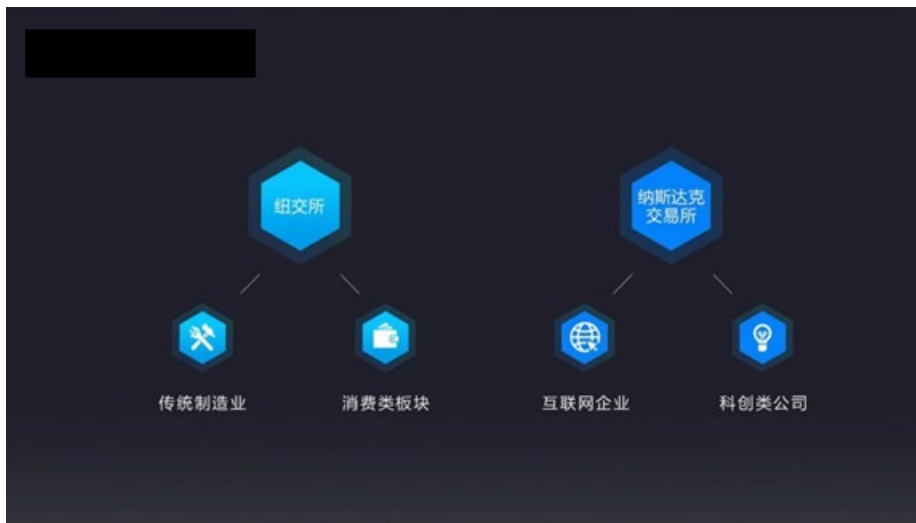 纽交所
纳斯达克
交易所
传统制造业
消费类板块
互联网企业
科创类公司